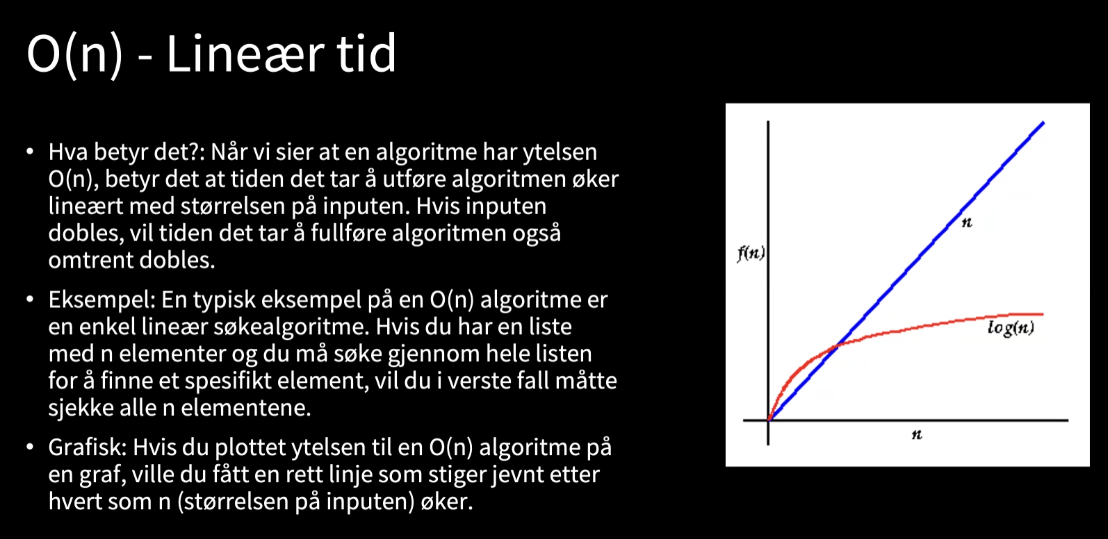 O(n) - Lineær tid
• Hva betyr det?: Når vi sier at en algoritme har ytelsen
O(n), betyr det at tiden det tar å utføre algoritmen øker
lineært med størrelsen på inputen. Hvis inputen
dobles, vil tiden det tar å fullføre algoritmen også
omtrent dobles.
• Eksempel: En typisk eksempel på en O(n) algoritme er
en enkel lineær søkealgoritme. Hvis du har en liste
med n elementer og du må søke gjennom hele listen
for å finne et spesifikt element, vil du i verste fall måtte
sjekke alle n elementene.
• Grafisk: Hvis du plottet ytelsen til en O(n) algoritme på
en graf, ville du fått en rett linje som stiger jevnt etter
hvert som n (størrelsen på inputen) øker.
n
f(n)
log(n)
n